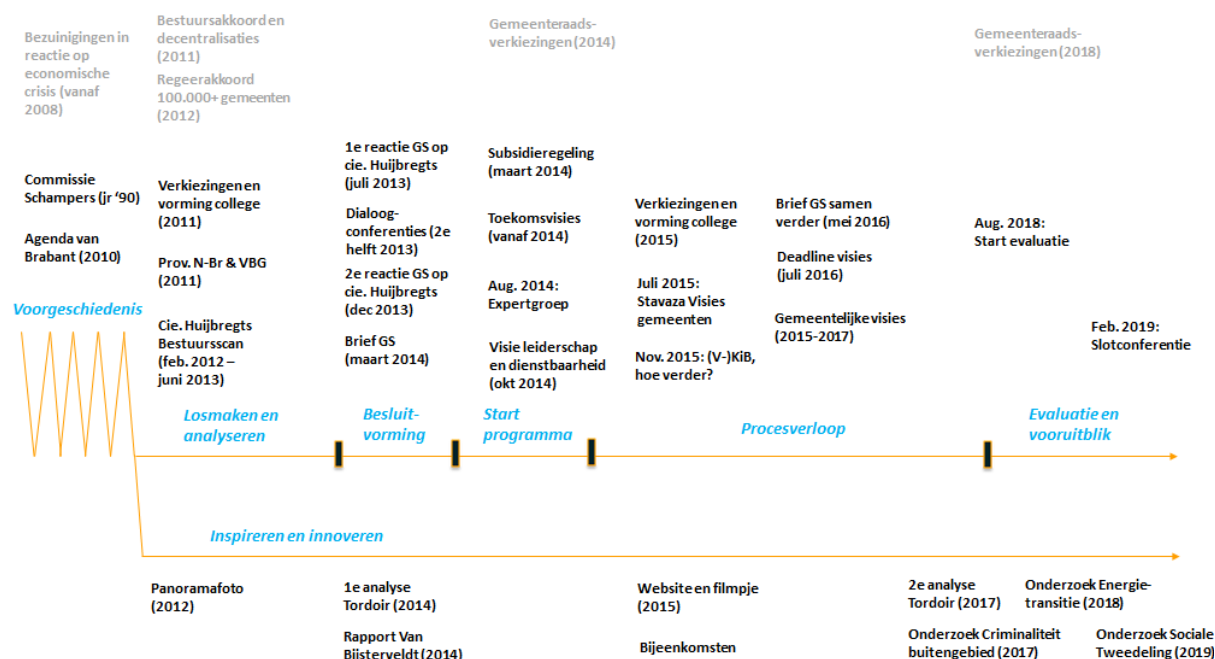 Bezuinigingen in
reactie op
economische
crisis (vanaf
2008)
Bestuursakkoord en
decentralisaties
(2011)
Regeerakkoord
100.000+ gemeenten
(2012)
Gemeenteraads-
verkiezingen (2014)
Gemeenteraads-
verkiezingen (2018)
Commissie
Schampers (jr ‘90)
Agenda van
Brabant (2010)
Verkiezingen en
vorming college
(2011)
Prov. N-Br & VBG
(2011)
Cie. Huijbregts
Bestuursscan
(feb. 2012 –
juni 2013)
1e reactie GS op
cie. Huijbregts
(juli 2013)
Dialoog-
conferenties (2e
helft 2013)
2e reactie GS op
cie. Huijbregts
(dec 2013)
Brief GS
(maart 2014)
Subsidieregeling
(maart 2014)
Toekomsvisies
(vanaf 2014)
Aug. 2014:
Expertgroep
Visie leiderschap
en dienstbaarheid
(okt 2014)
Verkiezingen en
vorming college
(2015)
Juli 2015:
Stavaza Visies
gemeenten
Nov. 2015: (V-)KiB,
hoe verder?
Brief GS samen
verder (mei 2016)
Deadline visies
(juli 2016)
Gemeentelijke visies
(2015-2017)
Aug. 2018:
Start evaluatie
Feb. 2019:
Slotconferentie
Voorgeschiedenis
Losmaken en
analyseren
Besluit-
vorming
Start
programma
Procesverloop
Evaluatie en
vooruitblik
Inspireren en innoveren
Panoramafoto
(2012)
1e analyse
Tordoir (2014)
Rapport Van
Bijsterveldt (2014)
Website en filmpje
(2015)
Bijeenkomsten
2e analyse
Tordoir (2017)
Onderzoek Criminaliteit
buitengebied (2017)
Onderzoek Energie-
transitie (2018)
Onderzoek Sociale
Tweedeling (2019)